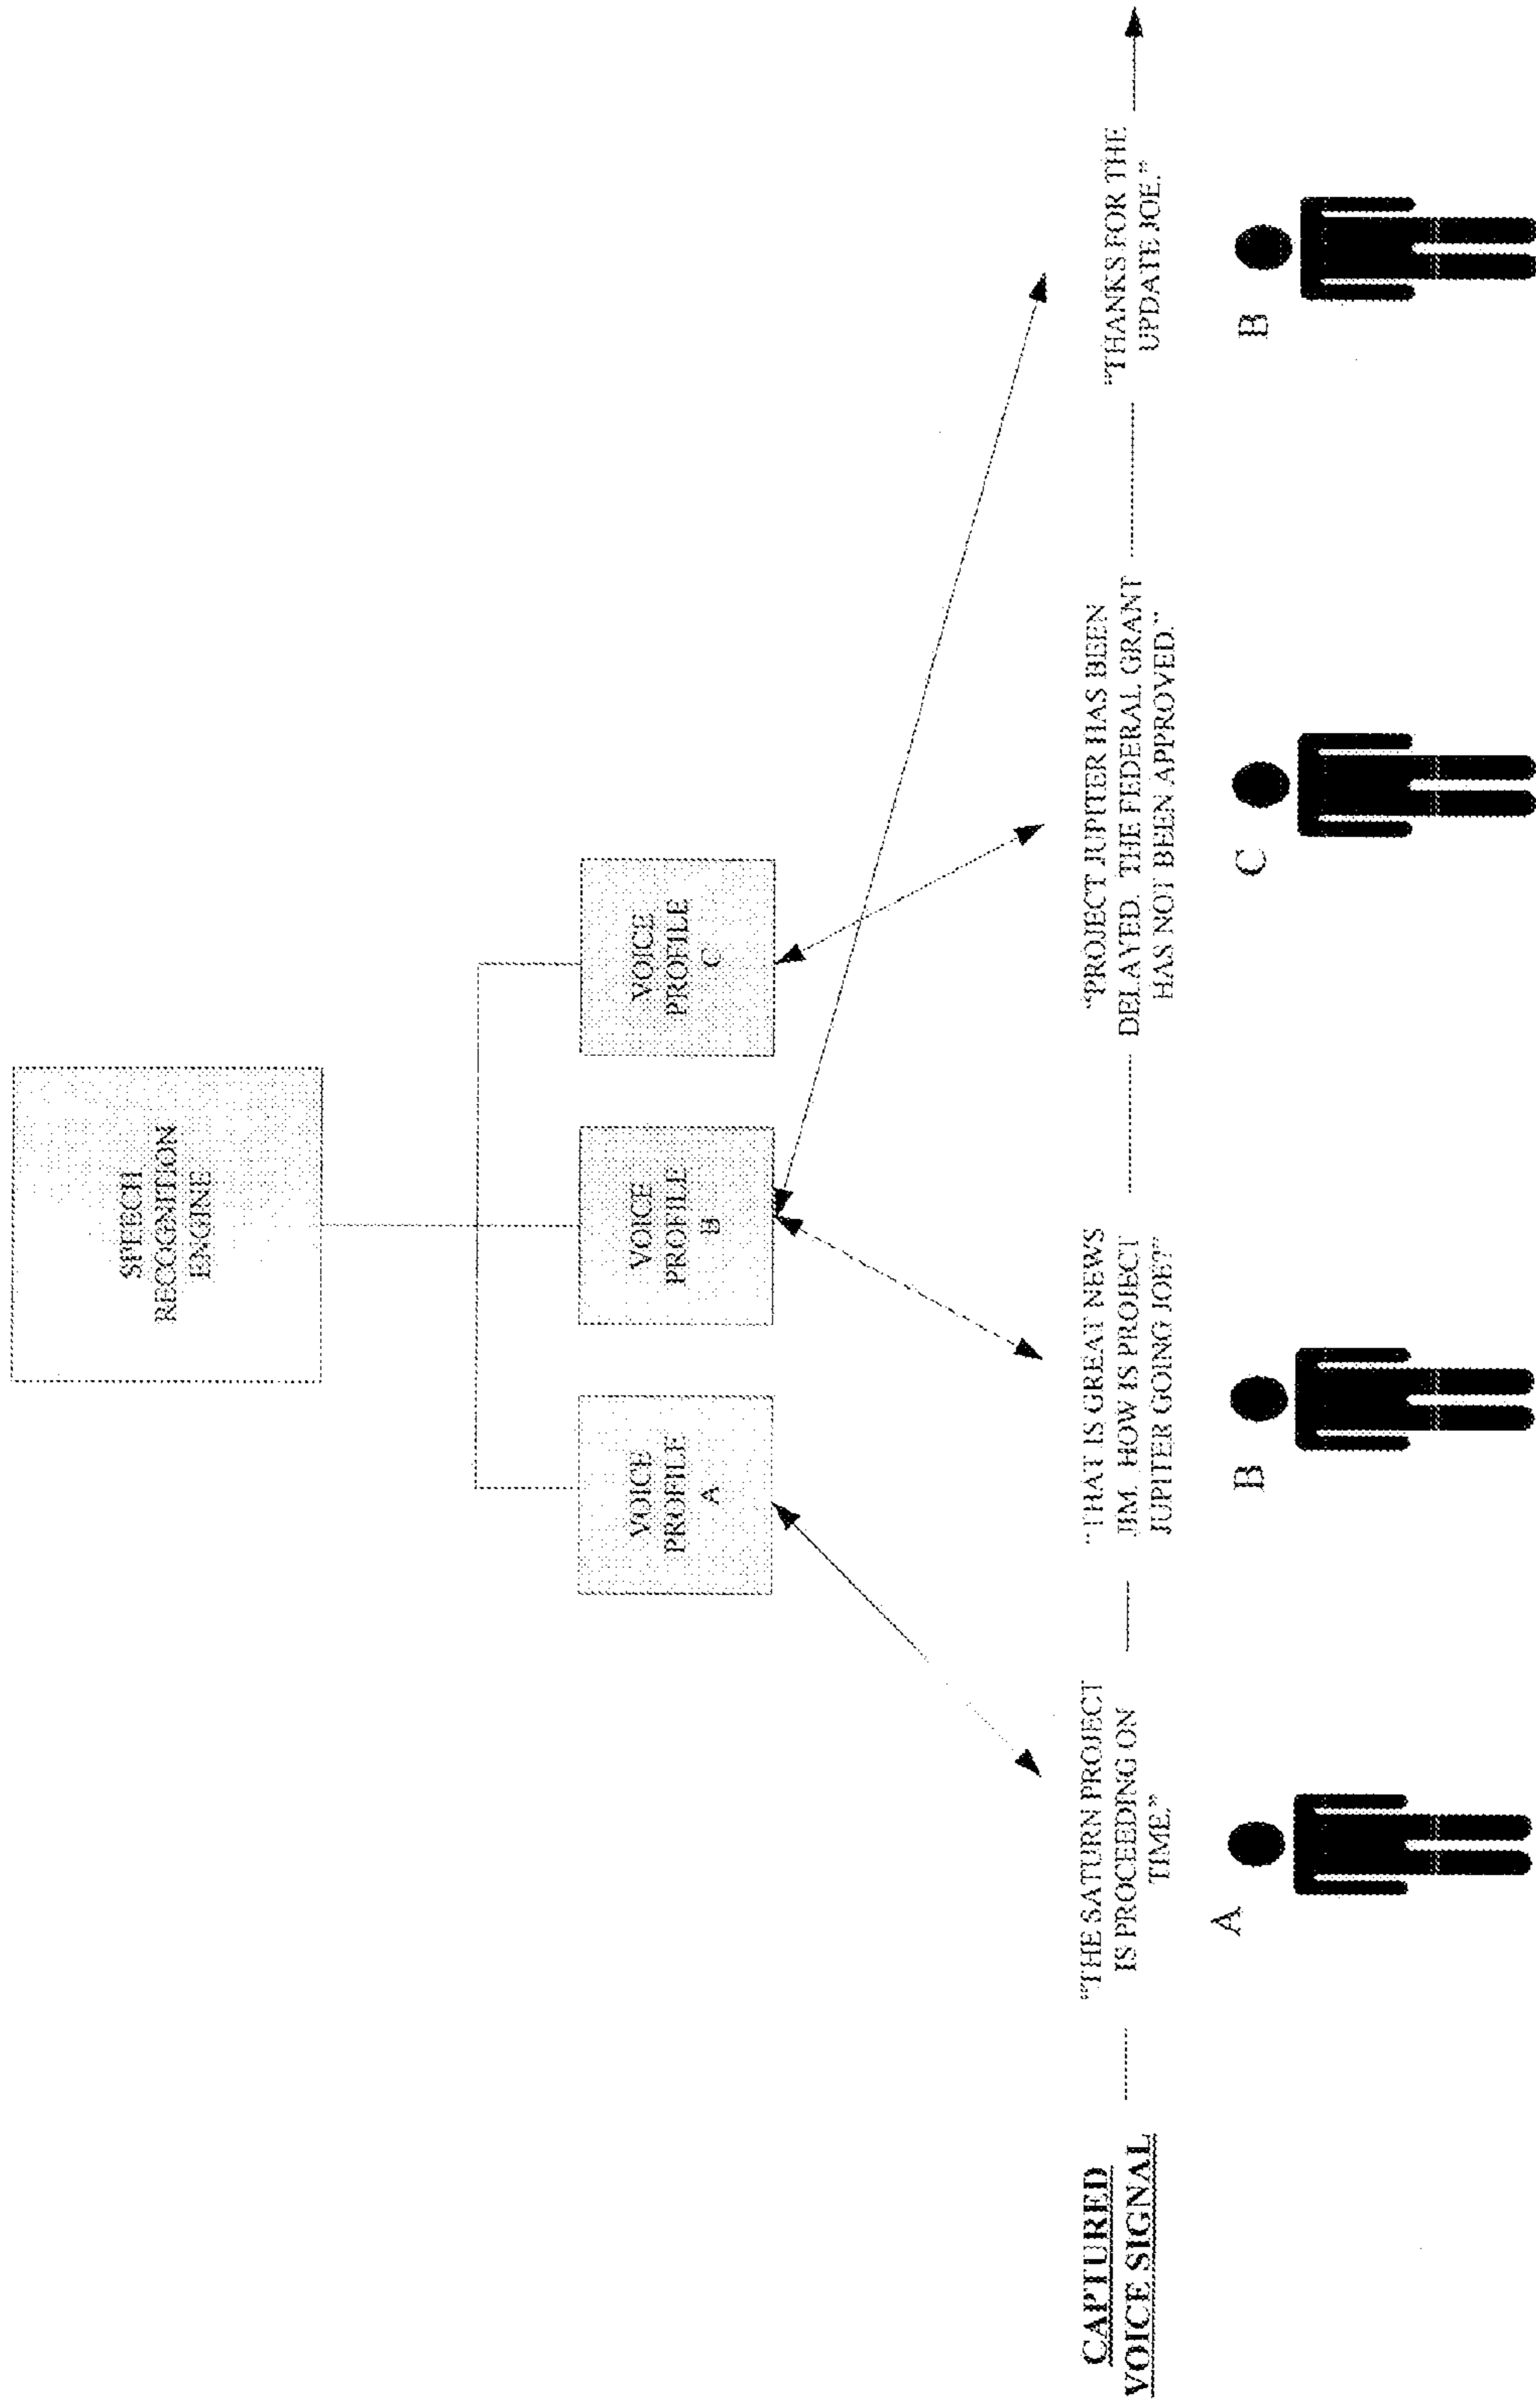 SPEECH
RECOGNITION
ENGINE
VOICE
PROFILE
A
VOICE
PROFILE
B
VOICE
PROFILE
C
CAPTURED
VOICE SIGNAL
"THE SATURN PROJECT
IS PROCEEDING ON
TIME."
"THAT IS GREAT NEWS
JIM. HOW IS PROJECT
JUPITER GOING JOE?"
"PROJECT JUPITER HAS BEEN
DELAYED. THE FEDERAL GRANT
HAS NOT BEEN APPROVED."
"THANKS FOR THE
UPDATE JOE."
A
B
C
B